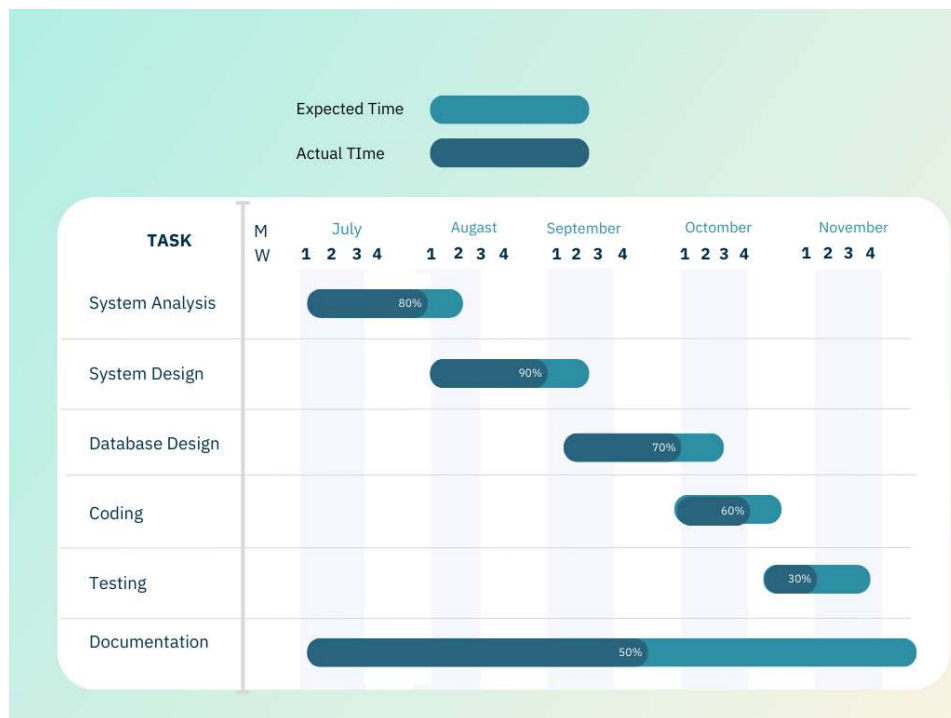 Expected Time
Actual TIme
TASK
M
July
Augast
September
Octomber
November
W
1 2 3 4
1 2 3 4
1 2 3 4
1 2 3 4
1 2 3 4
System Analysis
80%
System Design
90%
Database Design
70%
Coding
60%
Testing
30%
Documentation
50%